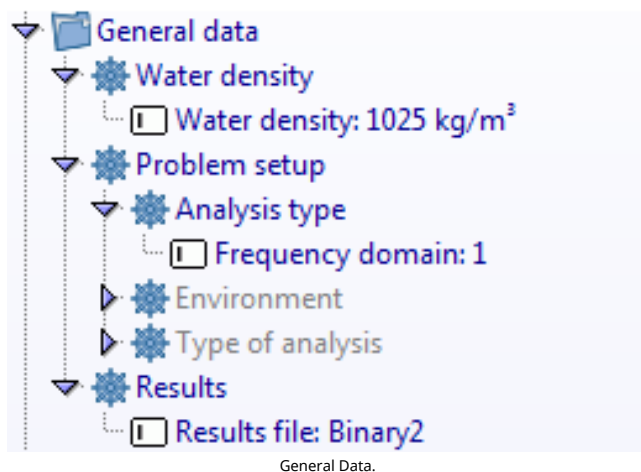 General data
Water density
Water density: 1025 kg/m³
Problem setup
Analysis type
Frequency domain: 1
Environment
Type of analysis
Results
Results file: Binary2
General Data.